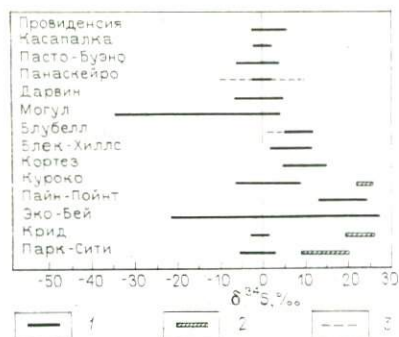 Провиденсия
Касапалка
Пасто-Буэно
Панаскейро
Дарвин
Могул
Блубелл
Блек-Хиллс
Кортез
Куроко
Пайн-Пойнт
Эко-Бей
Крид
Парк-Сити
-50 -40 -30 -20 -10 0 10 20 30
δ³⁴S,‰
1 2 3